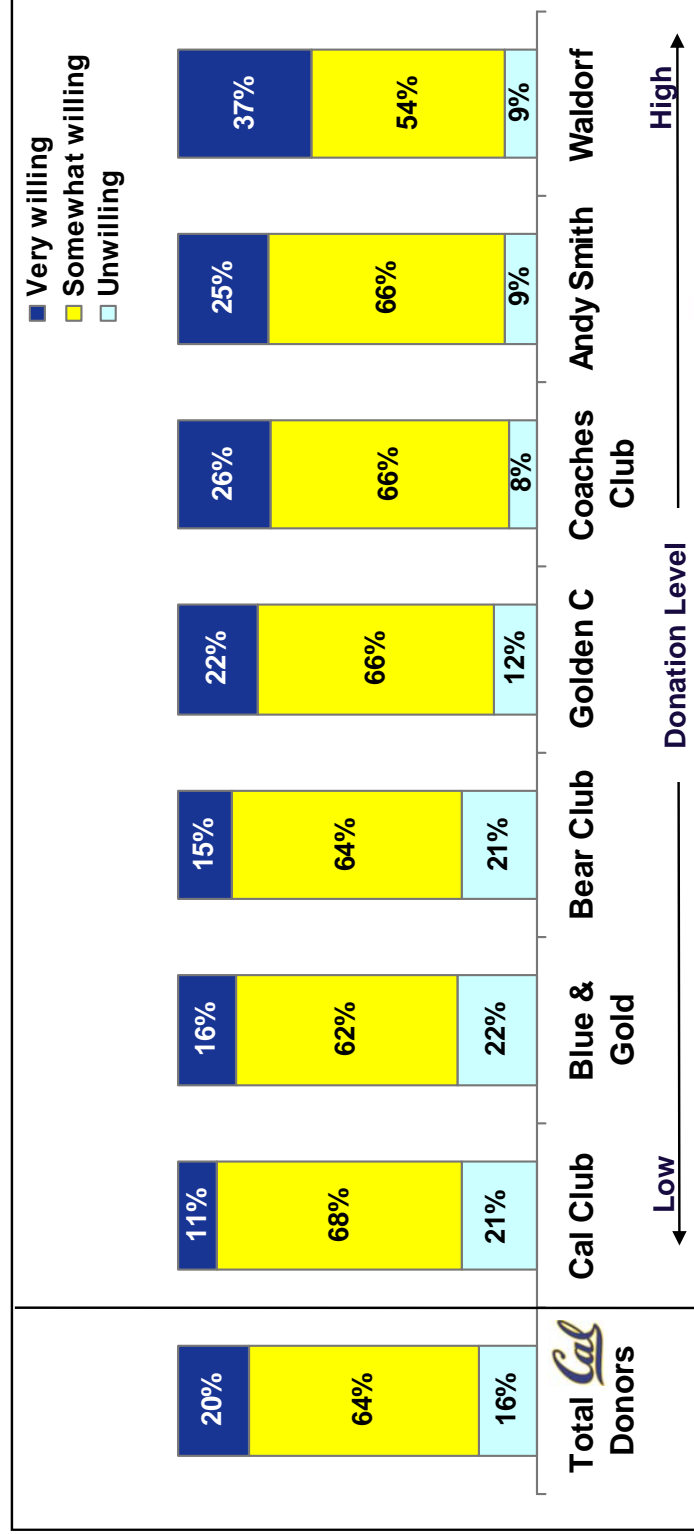 Very willing
Somewhat willing
Unwilling
20%
64%
16%
11%
68%
21%
16%
62%
22%
15%
64%
21%
22%
66%
12%
26%
66%
8%
25%
66%
9%
37%
54%
9%
Total Cal
Donors
Cal Club
Blue &
Gold
Bear Club
Golden C
Coaches
Club
Andy Smith
Waldorf
Low
Donation Level
High